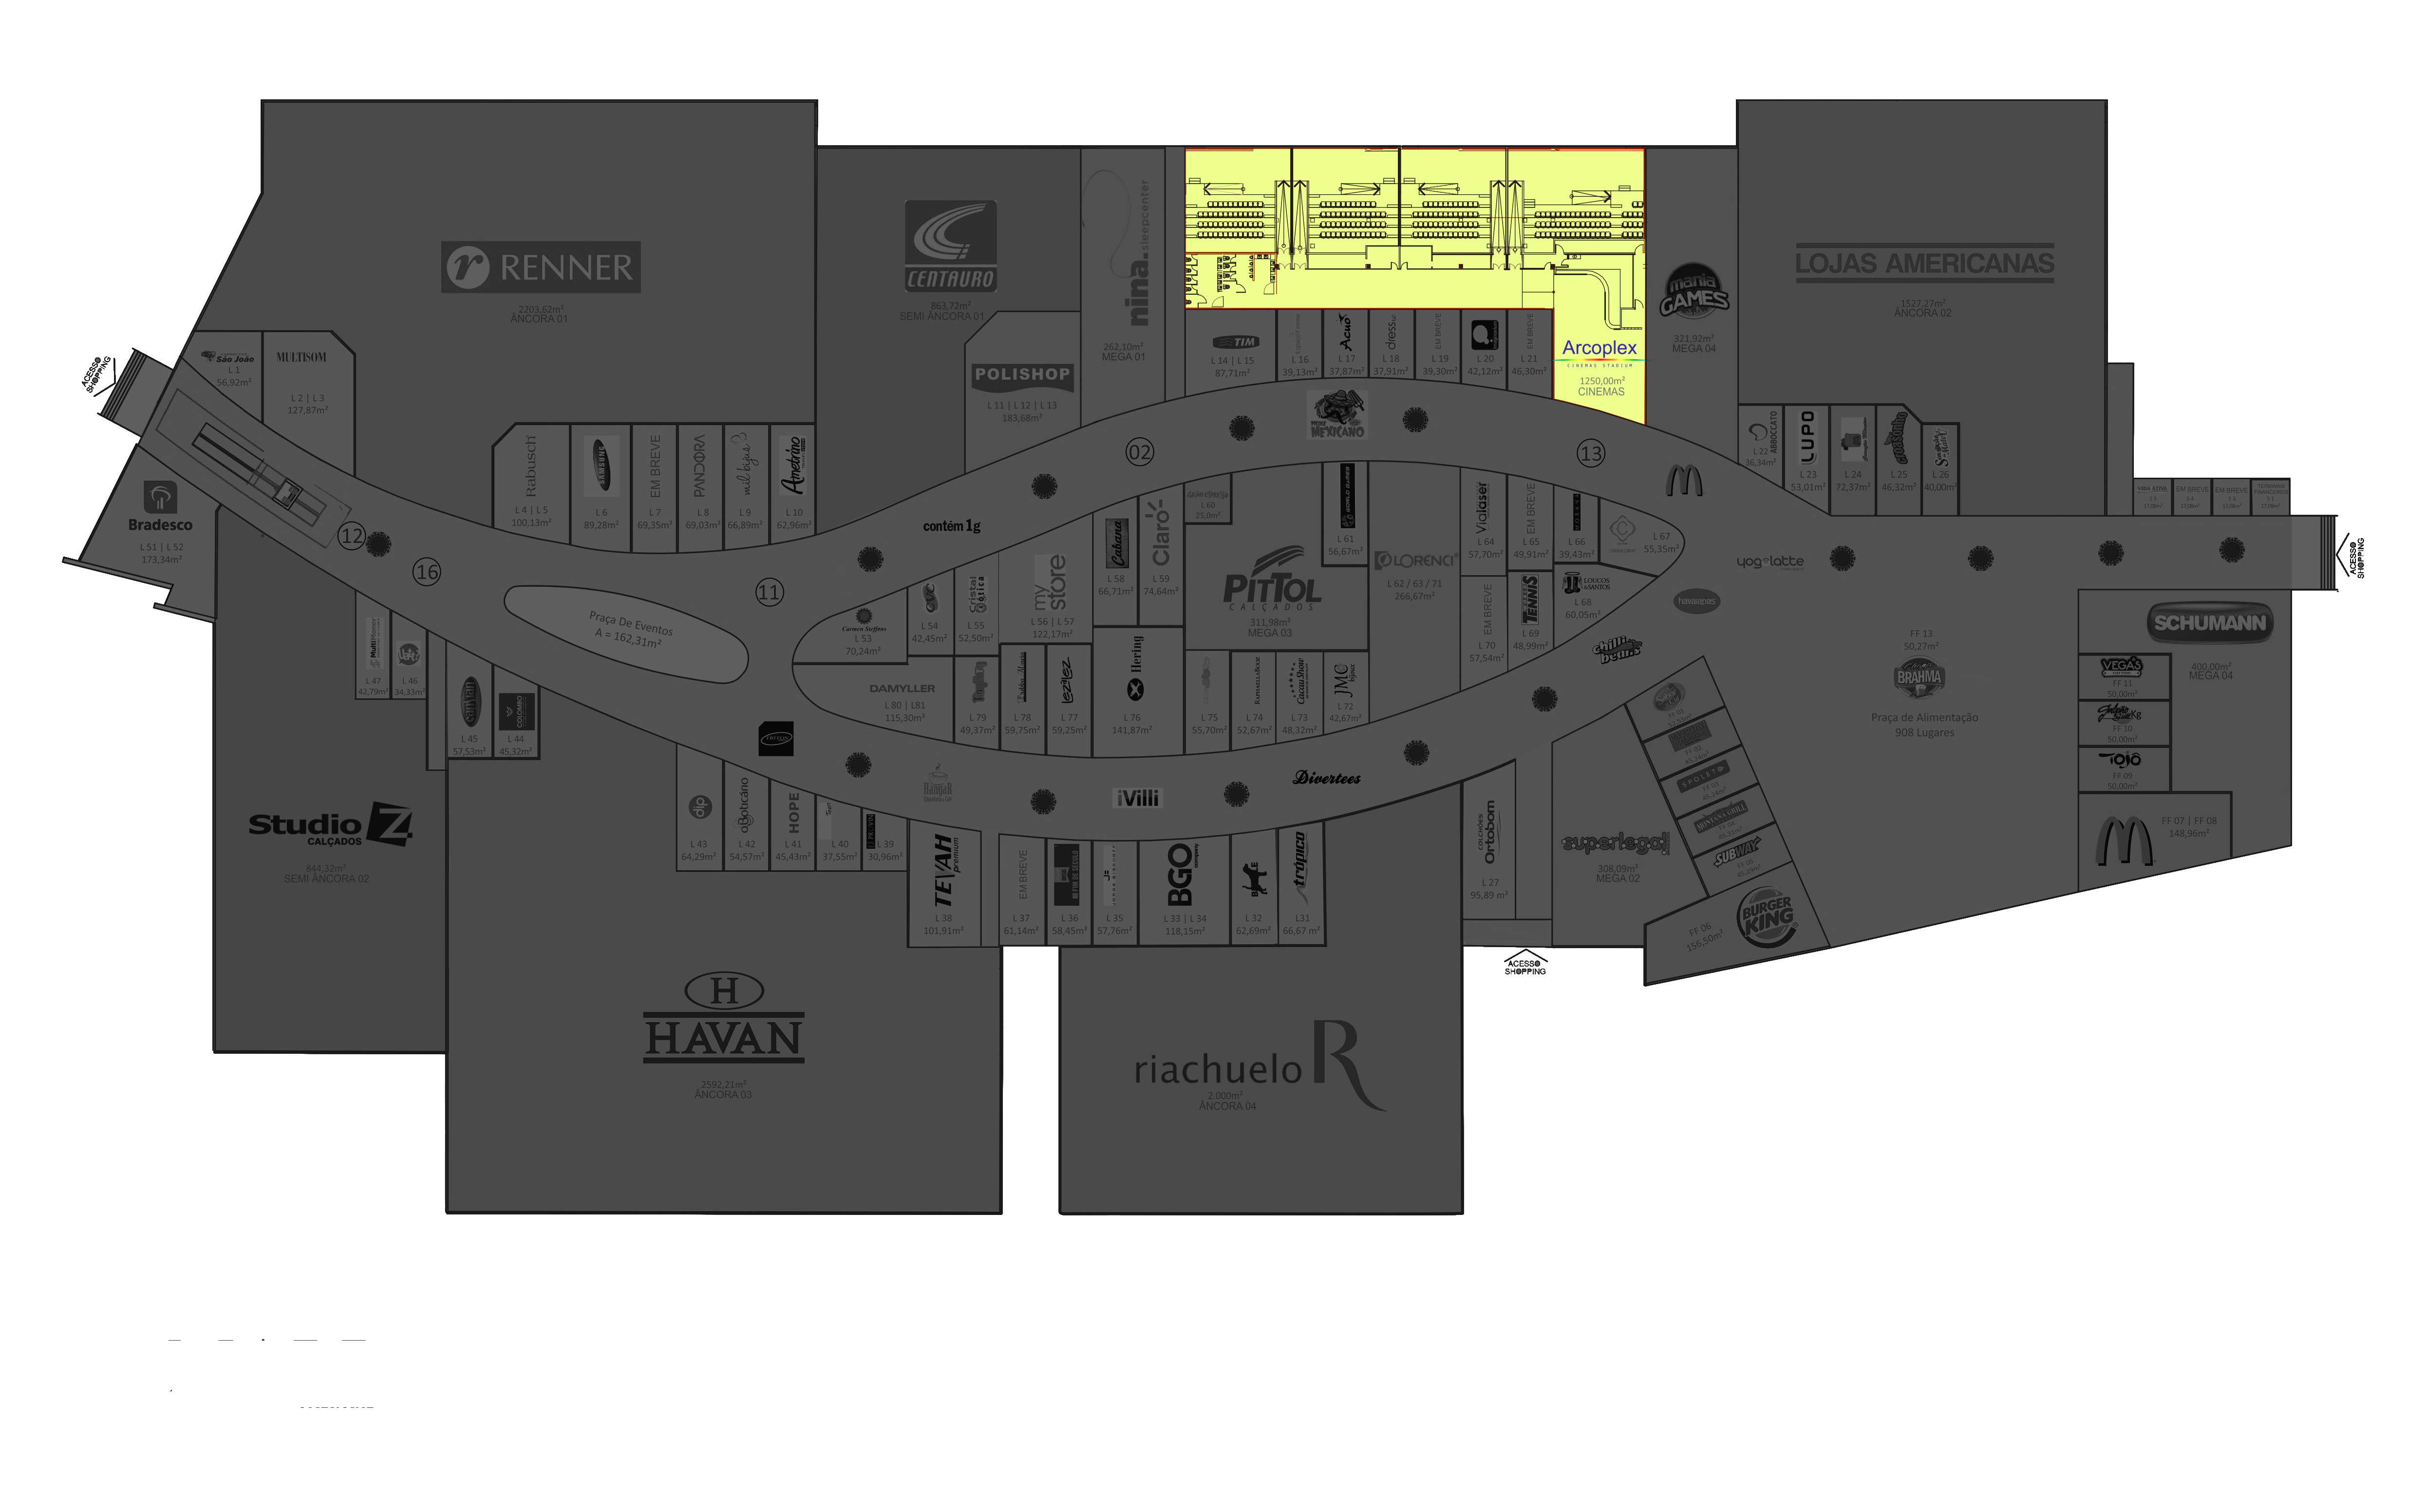 RENNER
2203,62m²
ÂNCORA 01
CENTAURO
863,72m²
SEMI ÂNCORA 01
nina.sleepcenter
262,10m²
MEGA 01
Arcoplex
CINEMAS STADIUM
1250,00m²
CINEMAS
mania
GAMES
321,92m²
MEGA 04
LOJAS AMERICANAS
1527,27m²
ÂNCORA 02
ACESSO
SHOPPING
São João
L 1
56,92m²
MULTISOM
L 2 | L 3
127,87m²
Rabusch
L 4 | L 5
100,13m²
SAMSUNG
L 6
89,28m²
EM BREVE
L 7
69,35m²
PANDORA
L 8
69,03m²
mil bijus
L 9
66,89m²
Ametrino
L 10
62,96m²
POLISHOP
L 11 | L 12 | L 13
183,68m²
TIM
L 14 | L 15
87,71m²
L 16
39,13m²
Acuo
L 17
37,87m²
dress
L 18
37,91m²
EM BREVE
L 19
39,30m²
L 20
42,12m²
EM BREVE
L 21
46,30m²
ABBOCCATO
L 22
LUPO
L 23
53,01m²
L 24
72,37m²
L 25
46,32m²
L 26
40,00m²
EM BREVE
EM BREVE
MEXICANO
02
13
12
16
11
contém 1g
yogolatte
havaianas
chilli
beans
Bradesco
L 51 | L 52
173,34m²
Praça De Eventos
A = 162,31m²
Carmen Steffens
L 53
70,24m²
L 54
42,45m²
Cristal
ótica
L 55
52,50m²
my
store
L 56 | L 57
122,17m²
Cabana
L 58
66,71m²
Claro
L 59
74,64m²
L 60
25,0m²
L 61
56,67m²
PITTOL
CALÇADOS
311,98m²
MEGA 03
LORENCI
L 62 / 63 / 71
266,67m²
Vialaser
L 64
57,70m²
EM BREVE
L 65
49,91m²
L 66
39,43m²
L 67
55,35m²
LOUCOS
&SANTOS
L 68
60,05m²
TENNIS
L 69
48,99m²
EM BREVE
L 70
57,54m²
DAMYLLER
L 80 | L81
115,30m²
L 79
49,37m²
L 78
59,75m²
lezalez
L 77
59,25m²
Hering
L 76
141,87m²
L 75
55,70m²
L 74
52,67m²
Cacau Show
L 73
48,32m²
JMC
bijoux
L 72
42,67m²
L 47
42,79m²
L 46
34,33m²
L 45
57,53m²
COLOMBO
L 44
45,32m²
iVilli
Divertees
Studio Z
CALÇADOS
844,32m²
SEMI ÂNCORA 02
dip
L 43
64,29m²
oBoticário
L 42
54,57m²
HOPE
L 41
45,43m²
L 40
37,55m²
L 39
30,96m²
TEVAH
premium
L 38
101,91m²
EM BREVE
L 37
61,14m²
L 36
58,45m²
L 35
57,76m²
BGO
company
L 33 | L 34
118,15m²
L 32
62,69m²
trópico
L31
66,67 m²
COLCHÕES
Ortobom
L 27
95,89 m²
superlegal
308,09m²
MEGA 02
SPOLETO
SUBWAY
BURGER
KING
FF 06
156,50m²
FF 13
50,27m²
BRAHMA
Praça de Alimentação
908 Lugares
SCHUMANN
400,00m²
MEGA 04
VEGAS
FF 11
50,00m²
FF 10
50,00m²
FF 09
50,00m²
FF 07 | FF 08
148,96m²
ACESSO
SHOPPING
ACESSO
SHOPPING
H
HAVAN
2592,21m²
ÂNCORA 03
riachuelo R
2.000m²
ÂNCORA 04